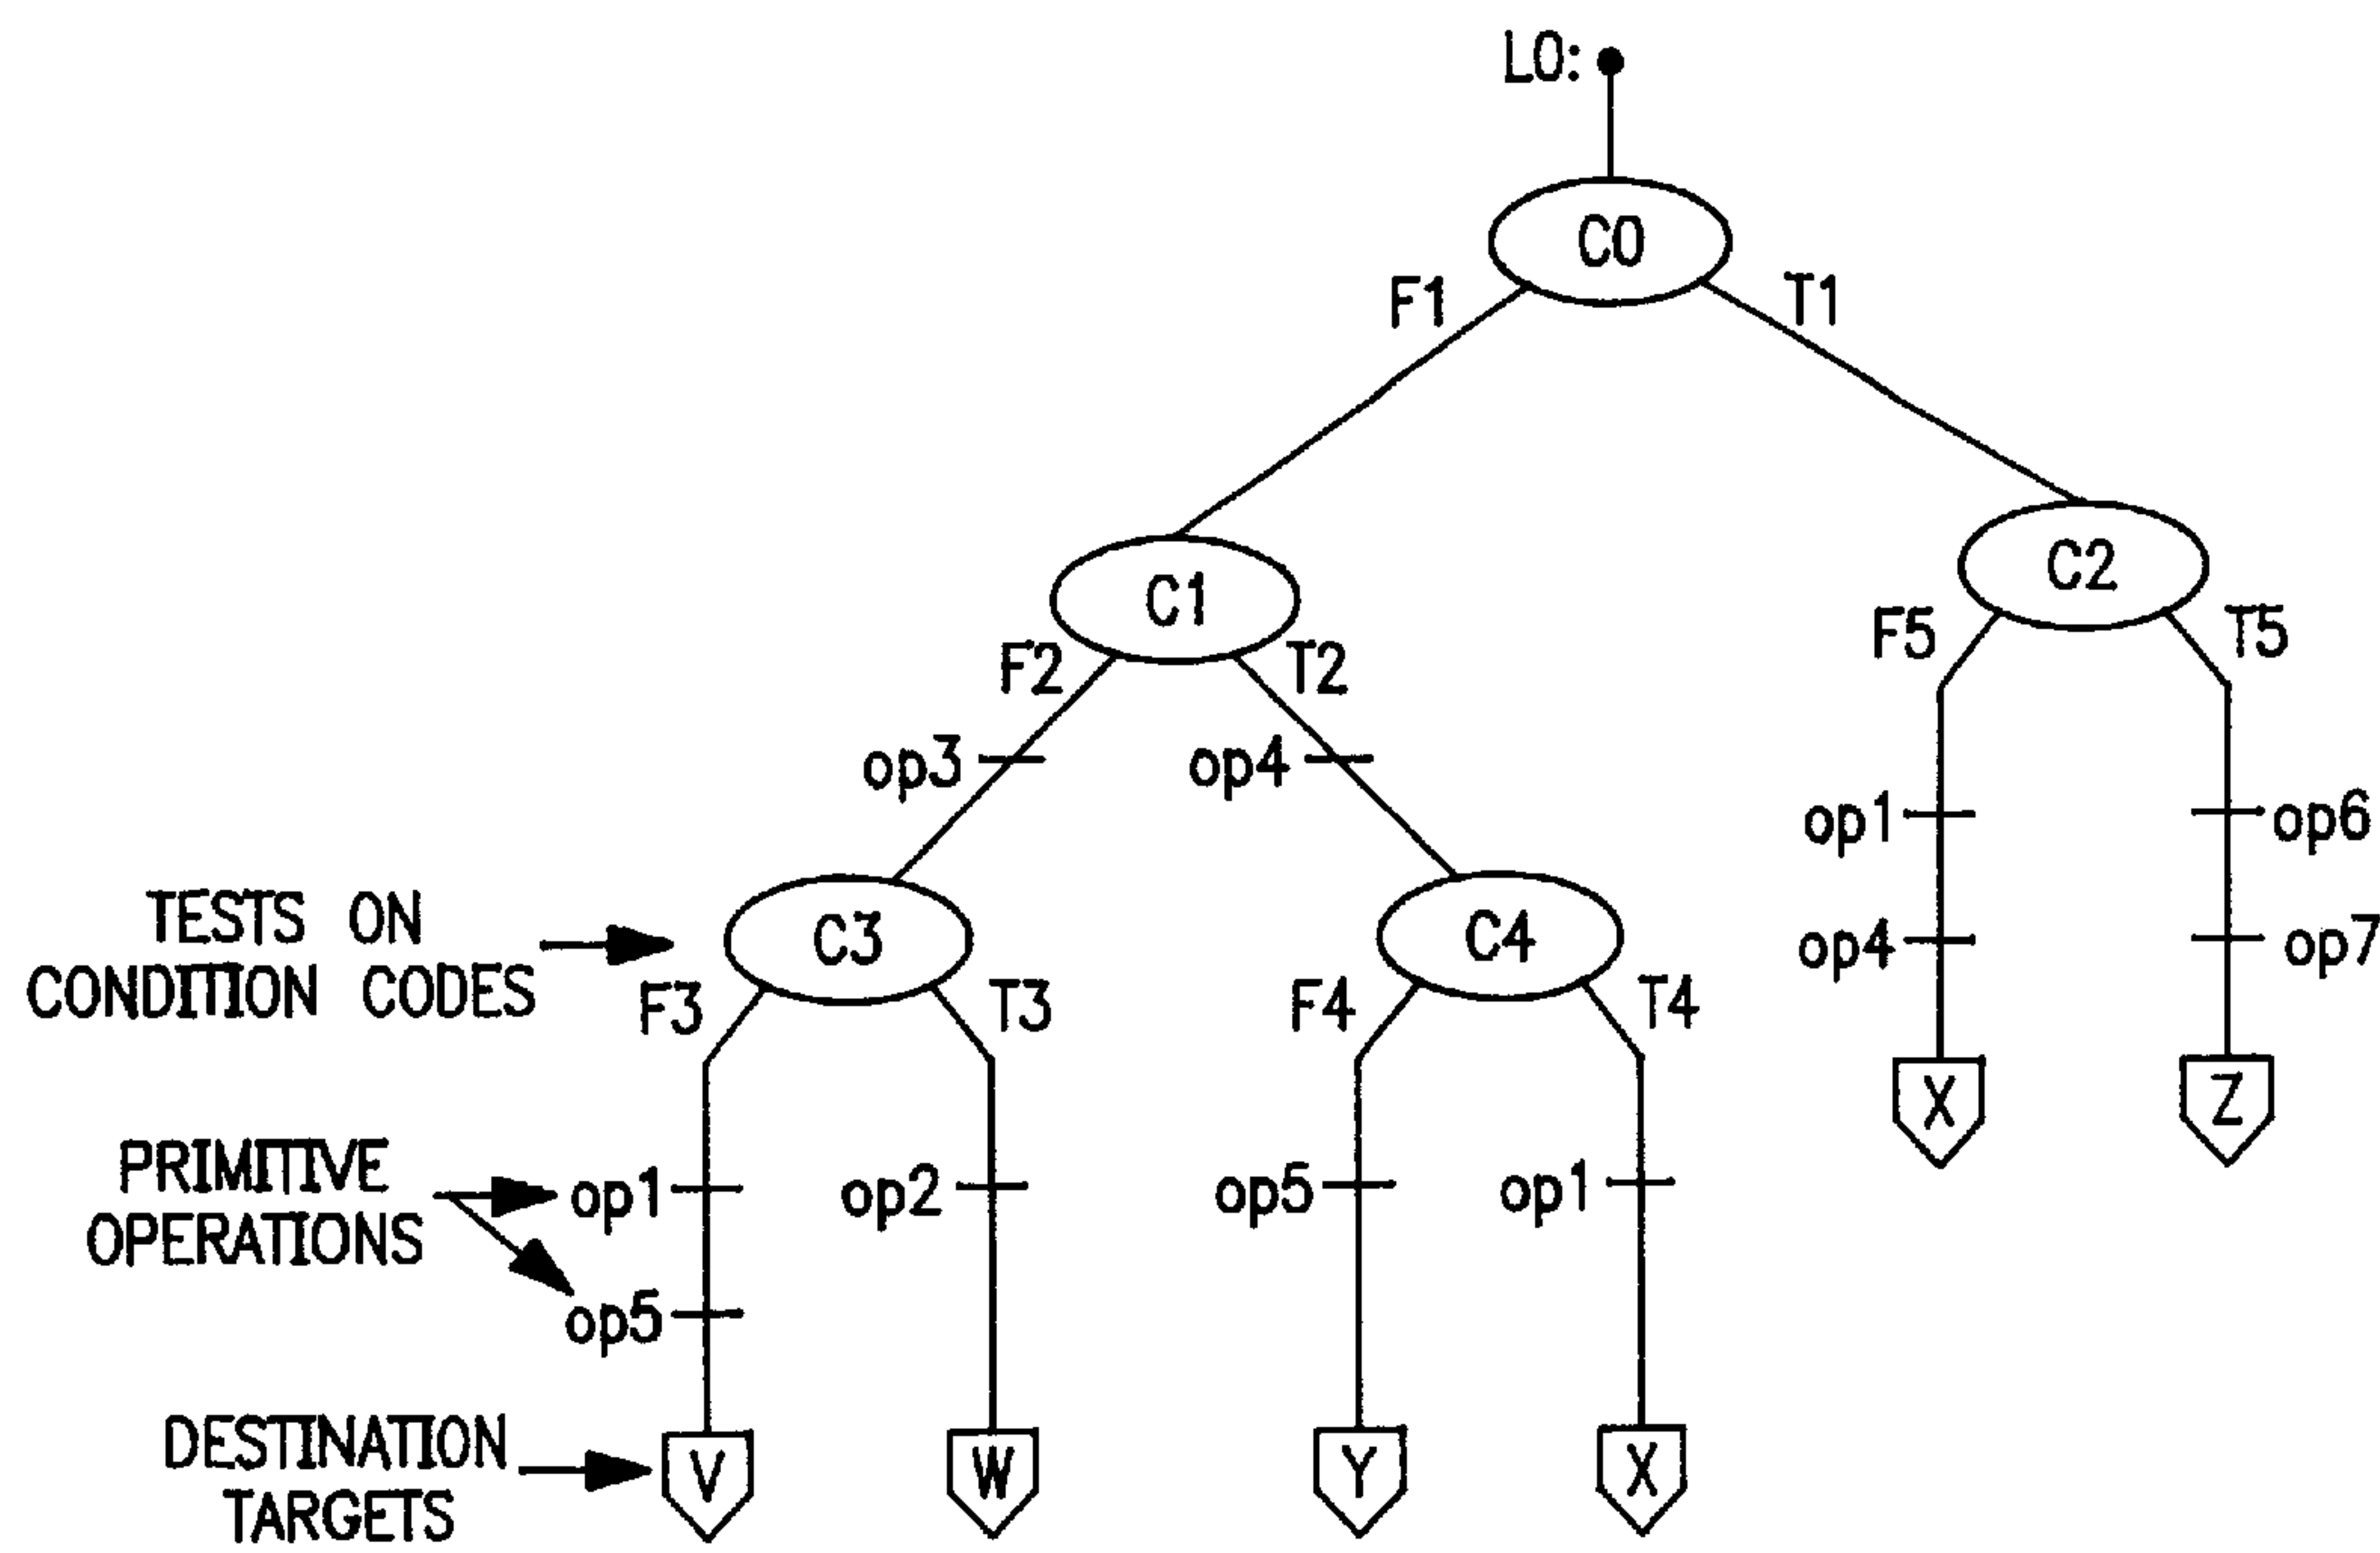 L0:
C0
F1
T1
C1
C2
F2
T2
F5
T5
op3
op4
op1
op6
TESTS ON
CONDITION CODES
C3
C4
op4
op7
F3
T3
F4
T4
X
Z
PRIMITIVE
OPERATIONS
op1
op2
op5
op1
op5
DESTINATION
TARGETS
V
W
Y
X